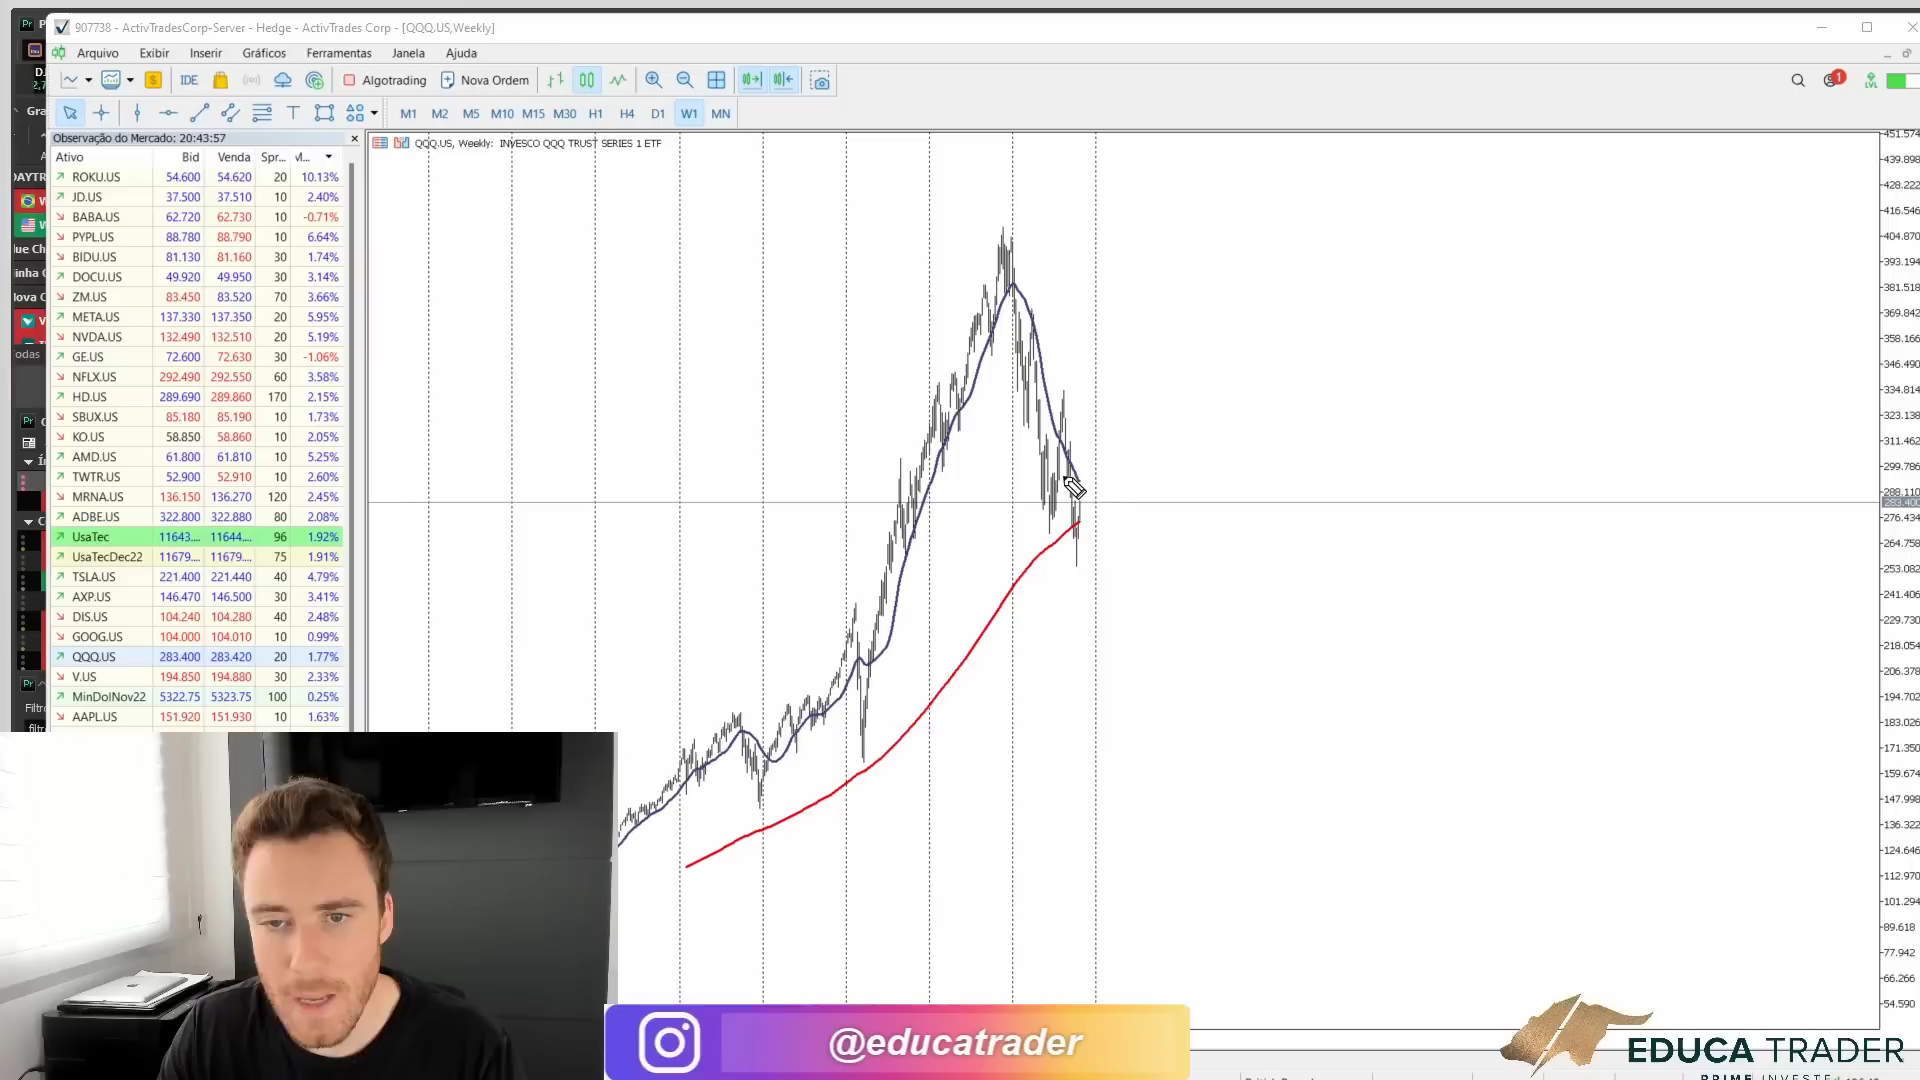 907738 - ActivTradesCorp-Server - Hedge - ActivTrades Corp - [QQQ.US,Weekly]
Arquivo Exibir Inserir Gráficos Ferramentas Janela Ajuda
IDE Algotrading Nova Ordem 1 LVL
M1 M2 M5 M10 M15 M30 H1 H4 D1 W1 MN
Observação do Mercado: 20:43:57
Ativo Bid Venda Spr... vl...
ROKU.US 54.600 54.620 20 10.13%
JD.US 37.500 37.510 10 2.40%
BABA.US 62.720 62.730 10 -0.71%
PYPL.US 88.780 88.790 10 6.64%
BIDU.US 81.130 81.160 30 1.74%
DOCU.US 49.920 49.950 30 3.14%
ZM.US 83.450 83.520 70 3.66%
META.US 137.330 137.350 20 5.95%
NVDA.US 132.490 132.510 20 5.19%
GE.US 72.600 72.630 30 -1.06%
NFLX.US 292.490 292.550 60 3.58%
HD.US 289.690 289.860 170 2.15%
SBUX.US 85.180 85.190 10 1.73%
KO.US 58.850 58.860 10 2.05%
AMD.US 61.800 61.810 10 5.25%
TWTR.US 52.900 52.910 10 2.60%
MRNA.US 136.150 136.270 120 2.45%
ADBE.US 322.800 322.880 80 2.08%
UsaTec 11643.... 11644.... 96 1.92%
UsaTecDec22 11679.... 11679.... 75 1.91%
TSLA.US 221.400 221.440 40 4.79%
AXP.US 146.470 146.500 30 3.41%
DIS.US 104.240 104.280 40 2.48%
GOOG.US 104.000 104.010 10 0.99%
QQQ.US 283.400 283.420 20 1.77%
V.US 194.850 194.880 30 2.33%
MinDolNov22 5322.75 5323.75 100 0.25%
AAPL.US 151.920 151.930 10 1.63%
QQQ.US, Weekly: INVESCO QQQ TRUST SERIES 1 ETF
451.574
439.898
428.222
416.546
404.870
393.194
381.518
369.842
358.166
346.490
334.814
323.138
311.462
299.786
288.110
283.400
276.434
264.758
253.082
241.406
229.730
218.054
206.378
194.702
183.026
171.350
159.674
147.998
136.322
124.646
112.970
101.294
89.618
77.942
66.266
54.590
@educatrader
EDUCA TRADER